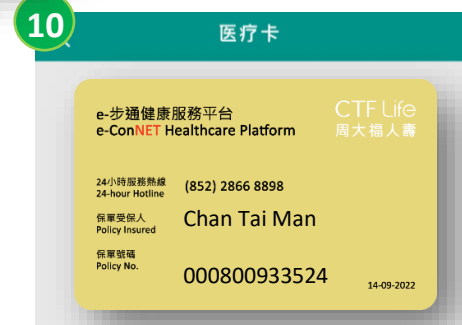 10
医疗卡
e-步通健康服務平台
e-ConNET Healthcare Platform
CTF Life
周大福人壽
24小時服務熱線
24-hour Hotline
(852) 2866 8898
保單受保人
Policy Insured
Chan Tai Man
保單號碼
Policy No.
000800933524
14-09-2022